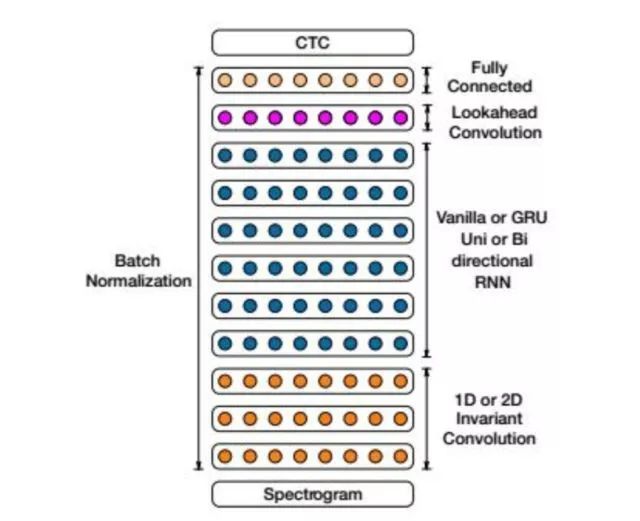 CTC
Fully
Connected
Lookahead
Convolution
Vanilla or GRU
Uni or Bi
directional
RNN
Batch
Normalization
1D or 2D
Invariant
Convolution
Spectrogram